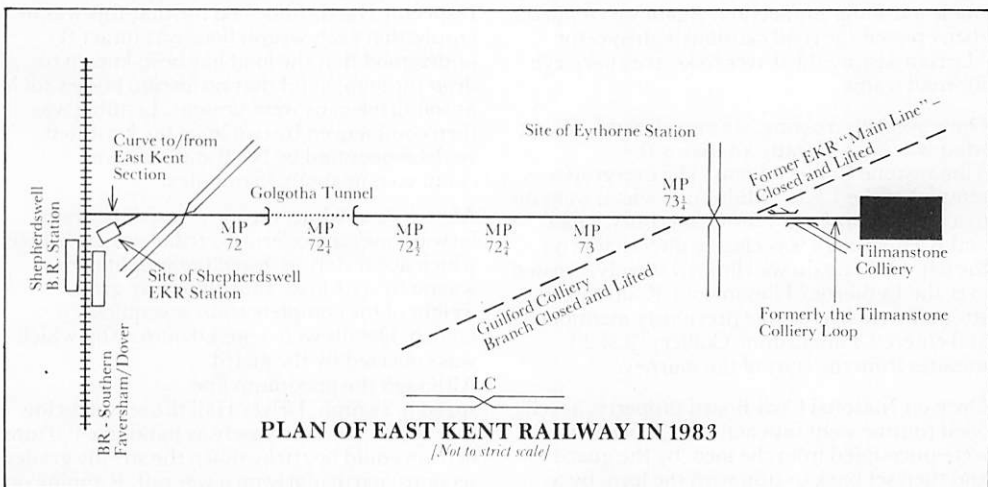 Curve to/from
East Kent
Section
Shepherdswell
B.R. Station
Site of Shepherdswell
EKR Station
BR - Southern
Faversham/Dover
Golgotha Tunnel
MP
72
MP
72¼
MP
72½
MP
72¾
MP
73
MP
73¼
Site of Eythorne Station
Former EKR "Main Line"
Closed and Lifted
Guilford Colliery
Branch Closed and Lifted
Tilmanstone
Colliery
Formerly the Tilmanstone
Colliery Loop
LC
PLAN OF EAST KENT RAILWAY IN 1983
[Not to strict scale]